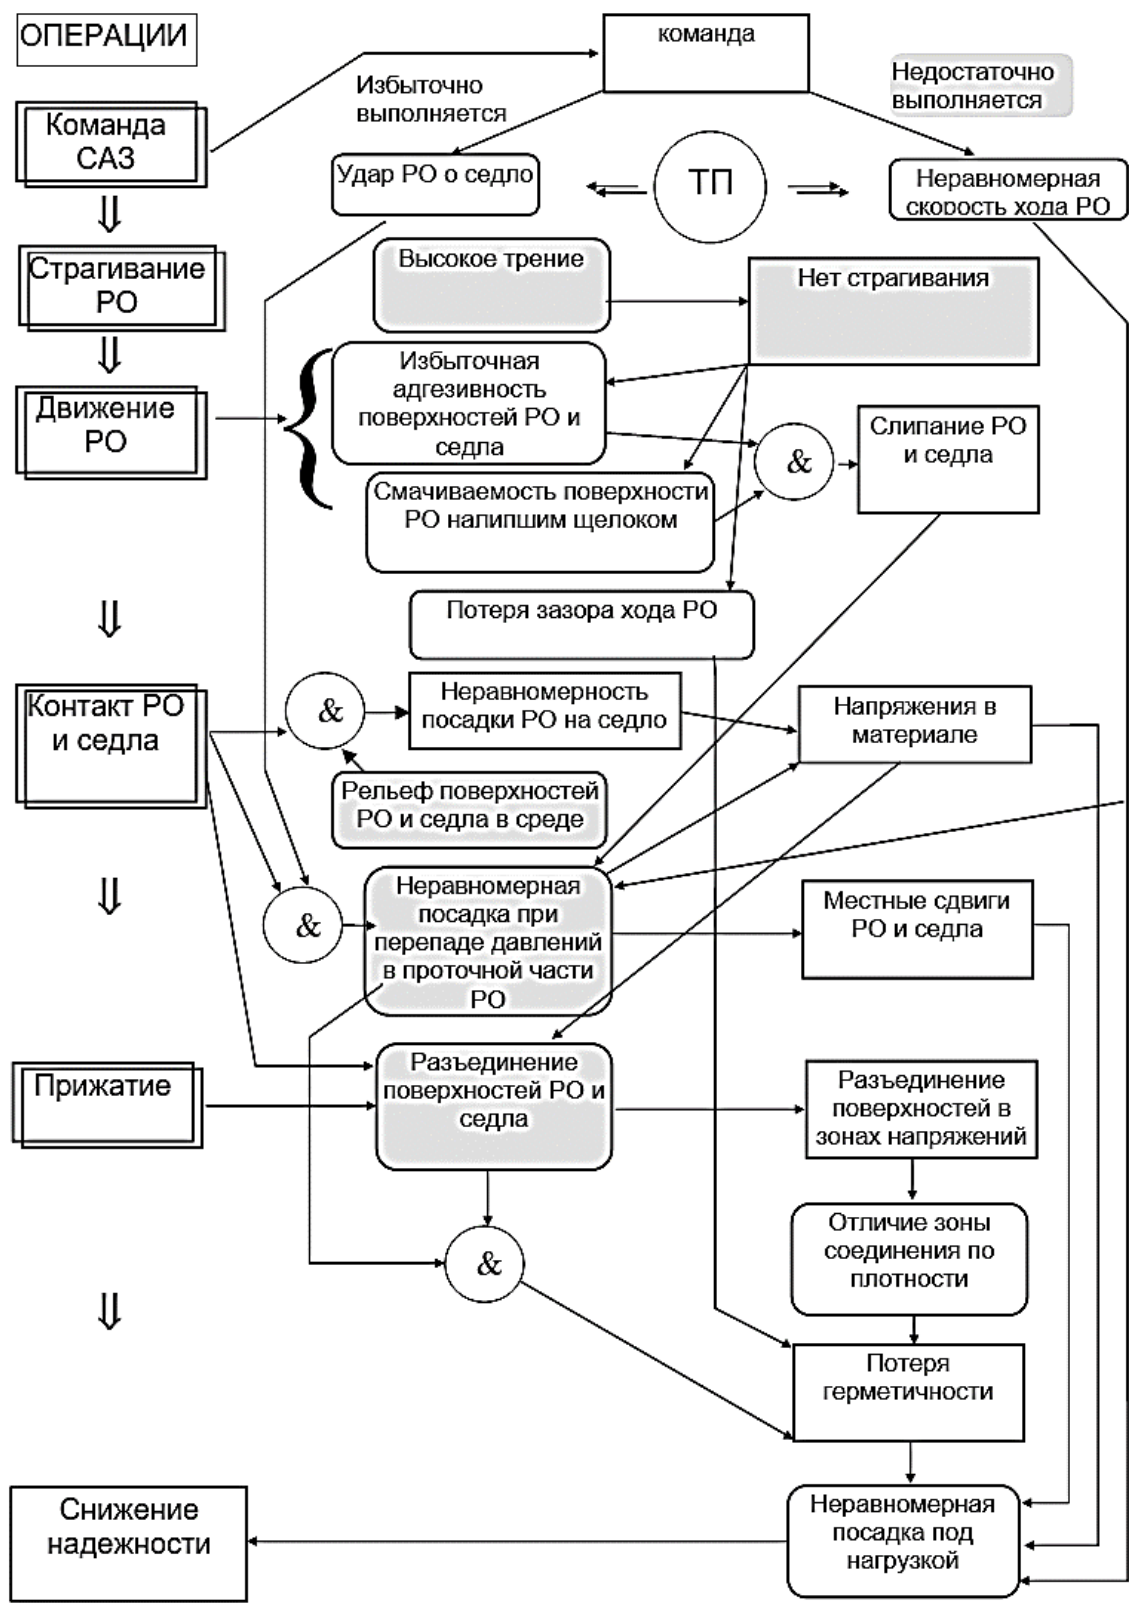 ОПЕРАЦИИ
команда
Избыточно
выполняется
Недостаточно
выполняется
Команда
САЗ
Удар РО о седло
ТП
Неравномерная
скорость хода РО
Страгивание
РО
Высокое трение
Нет страгивания
Движение
РО
Избыточная
адгезивность
поверхностей РО и
седла
&
Слипание РО
и седла
Смачиваемость поверхности
РО налипшим щелоком
Потеря зазора хода РО
Контакт РО
и седла
&
Неравномерность
посадки РО на седло
Напряжения в
материале
Рельеф поверхностей
РО и седла в среде
&
Неравномерная
посадка при
перепаде давлений
в проточной части
РО
Местные сдвиги
РО и седла
Прижатие
Разъединение
поверхностей РО и
седла
Разъединение
поверхностей в
зонах напряжений
&
Отличие зоны
соединения по
плотности
Потеря
герметичности
Снижение
надежности
Неравномерная
посадка под
нагрузкой